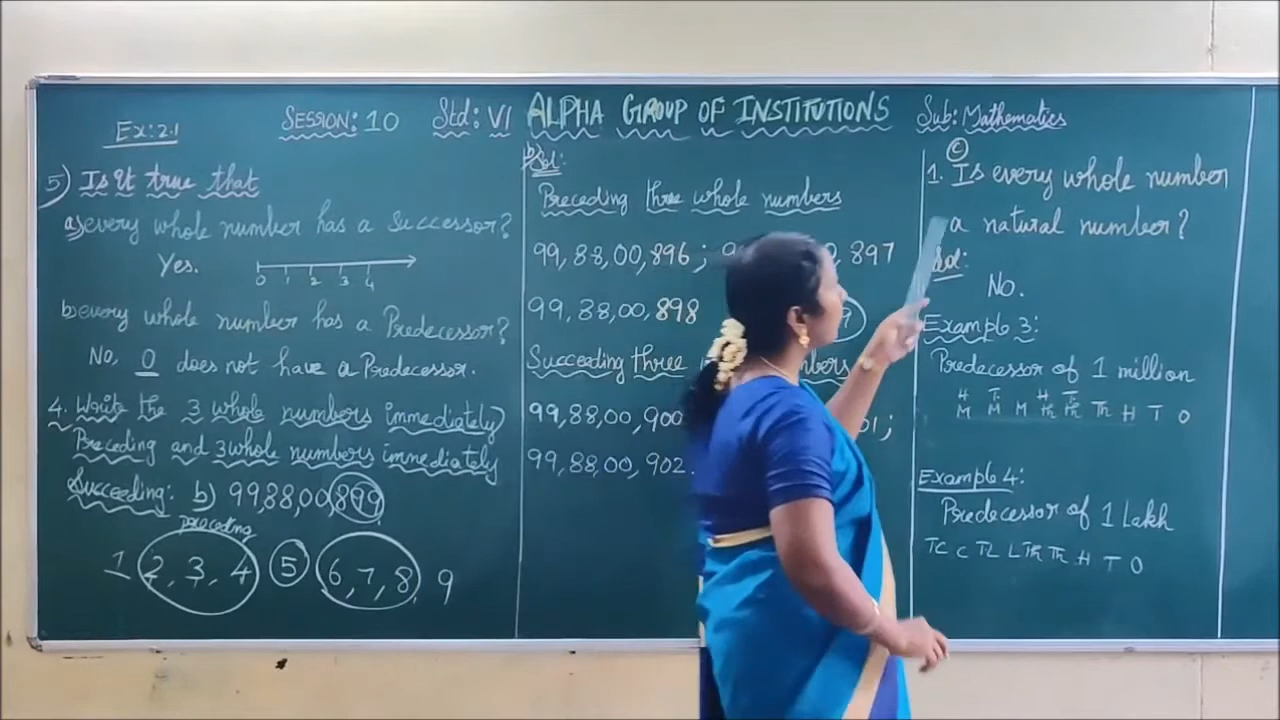 Ex:2.1
SESSION: 10
Std: VI
ALPHA GROUP OF INSTITUTIONS
Sub: Mathematics
5) Is it true that
a) every whole number has a Successor?
Yes.
0 1 2 3 4
b) every whole number has a Predecessor?
No, 0 does not have a Predecessor.
4. Write the 3 whole numbers immediately
Preceding and 3 whole numbers immediately
Succeeding: b) 99,88,00,899
preceding
1 2, 3, 4 5 6, 7, 8, 9
b) Sol:
Preceding three whole numbers
99,88,00,896 ; 897
99,88,00,898
Succeeding three numbers
99,88,00,900 ;
99,88,00,902.
c
1. Is every whole number
a natural number?
Sol:
No.
Example 3:
Predecessor of 1 million
H M T M M H Th T Th Th H T O
Example 4:
Predecessor of 1 Lakh
TC C TL L TTh Th H T O